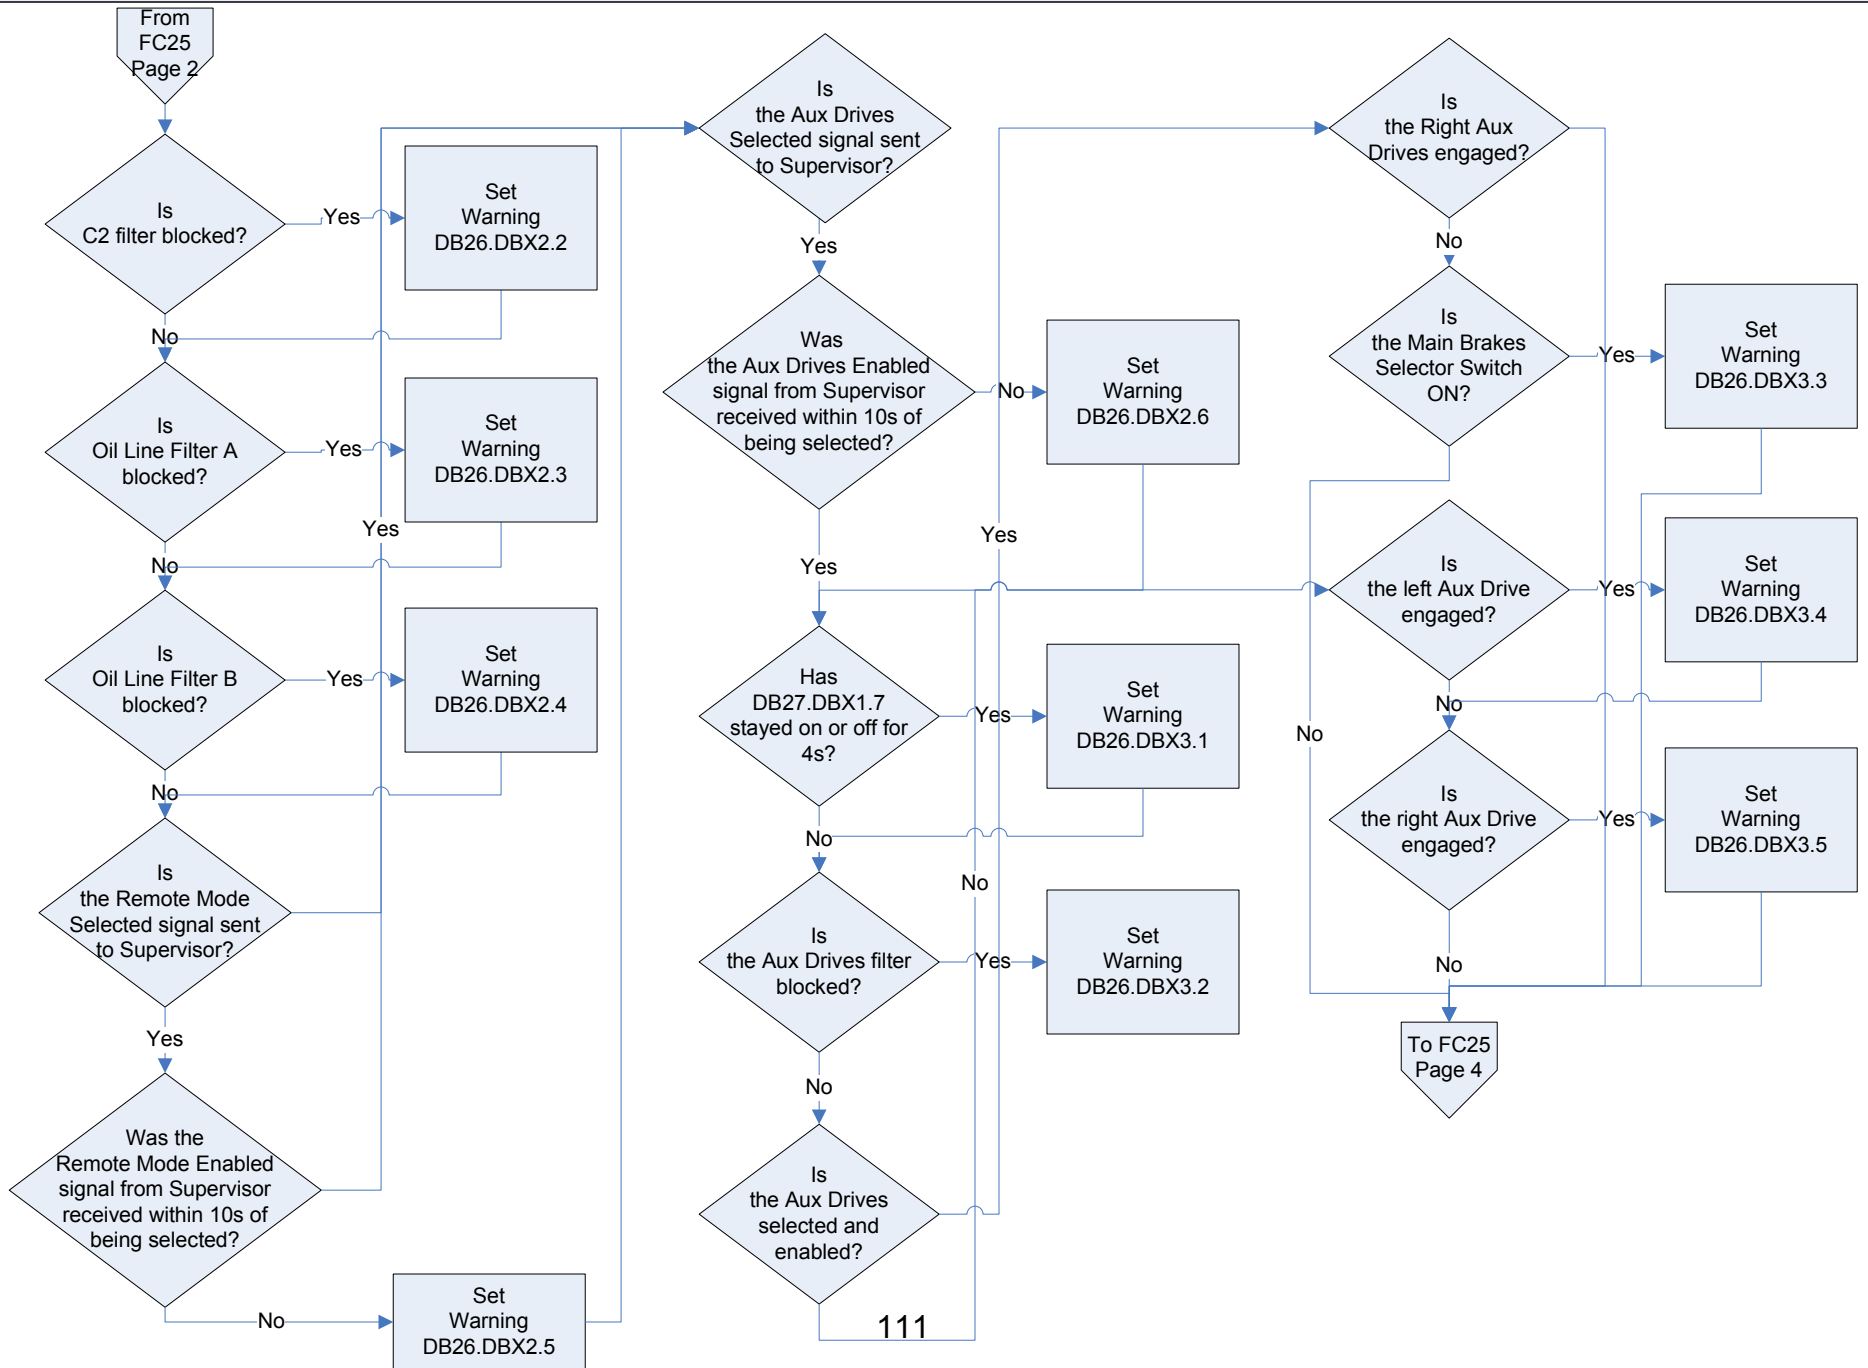 From
FC25
Page 2
Is
C2 filter blocked?
Yes
Set
Warning
DB26.DBX2.2
No
Is
Oil Line Filter A
blocked?
Yes
Set
Warning
DB26.DBX2.3
Yes
No
Is
Oil Line Filter B
blocked?
Yes
Set
Warning
DB26.DBX2.4
No
Is
the Remote Mode
Selected signal sent
to Supervisor?
Yes
Was the
Remote Mode Enabled
signal from Supervisor
received within 10s of
being selected?
No
Set
Warning
DB26.DBX2.5
Is
the Aux Drives
Selected signal sent
to Supervisor?
Yes
Was
the Aux Drives Enabled
signal from Supervisor
received within 10s of
being selected?
No
Set
Warning
DB26.DBX2.6
Yes
Yes
Has
DB27.DBX1.7
stayed on or off for
4s?
Yes
Set
Warning
DB26.DBX3.1
No
No
Is
the Aux Drives filter
blocked?
Yes
Set
Warning
DB26.DBX3.2
No
Is
the Aux Drives
selected and
enabled?
111
Is
the Right Aux
Drives engaged?
No
Is
the Main Brakes
Selector Switch
ON?
Yes
Set
Warning
DB26.DBX3.3
Is
the left Aux Drive
engaged?
Yes
Set
Warning
DB26.DBX3.4
No
No
Is
the right Aux Drive
engaged?
Yes
Set
Warning
DB26.DBX3.5
No
To FC25
Page 4